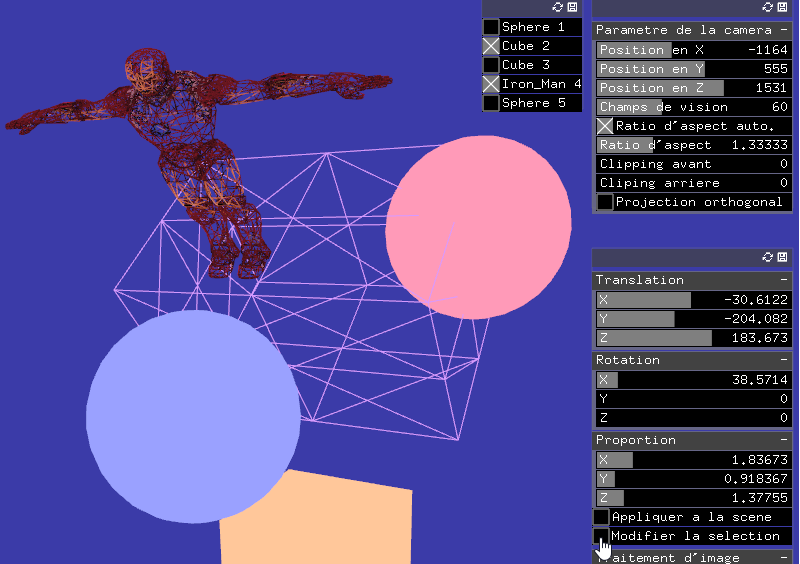 Sphere 1
Cube 2
Cube 3
Iron_Man 4
Sphere 5
Parametre de la camera -
Position en X -1164
Position en Y 555
Position en Z 1531
Champs de vision 60
Ratio d'aspect auto.
Ratio d'aspect 1.33333
Clipping avant 0
Cliping arriere 0
Projection orthogonal
Translation -
X -30.6122
Y -204.082
Z 183.673
Rotation -
X 38.5714
Y 0
Z 0
Proportion -
X 1.83673
Y 0.918367
Z 1.37755
Appliquer a la scene
Modifier la selection
Traitement d'image -